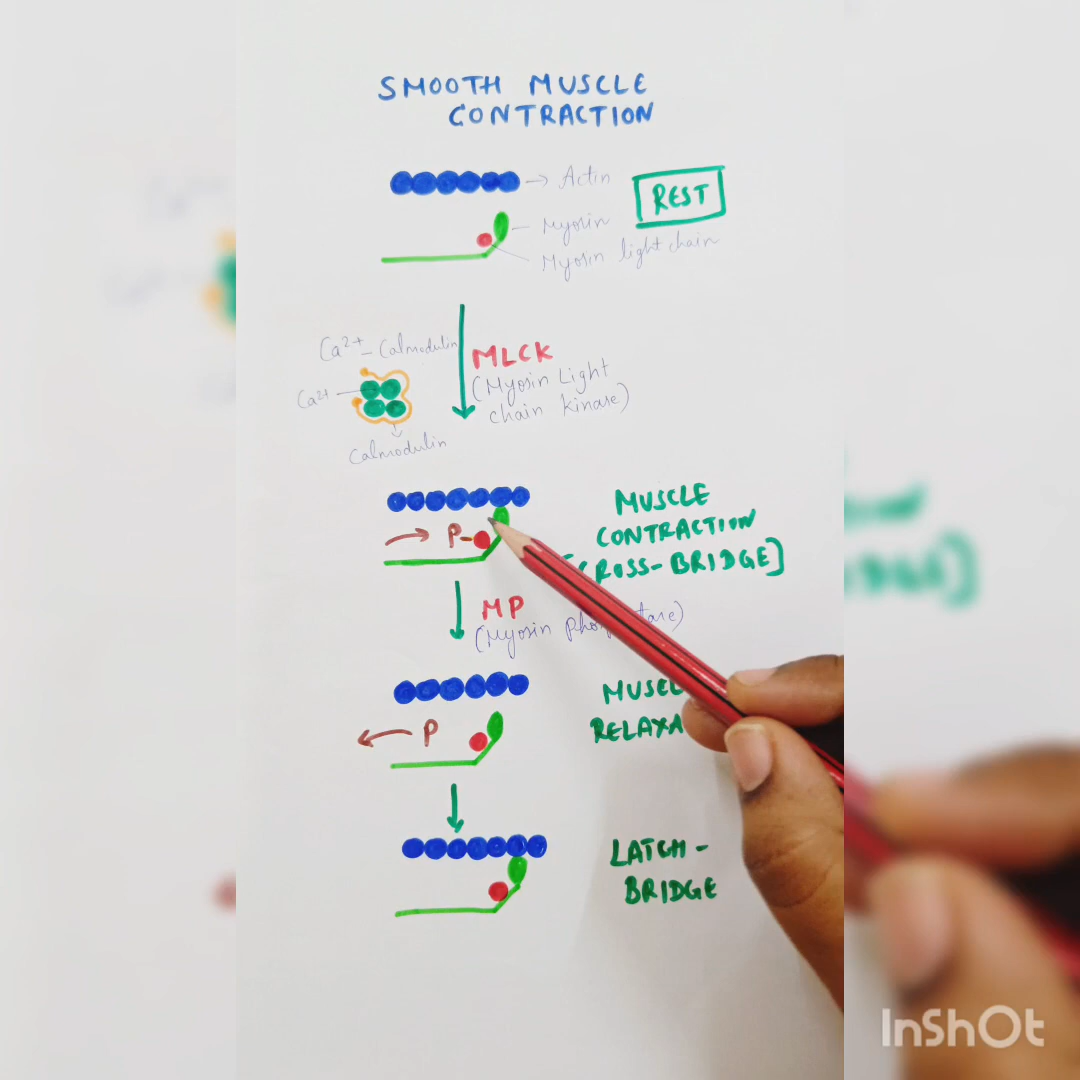 SMOOTH MUSCLE
CONTRACTION
Actin
REST
Myosin
Myosin light chain
Ca2+ - Calmodulin
MLCK
(Myosin Light
chain kinase)
Ca2+
Calmodulin
MUSCLE
CONTRACTION
CROSS-BRIDGE]
P-
MP
(Myosin
P
LATCH-
BRIDGE
InShOt